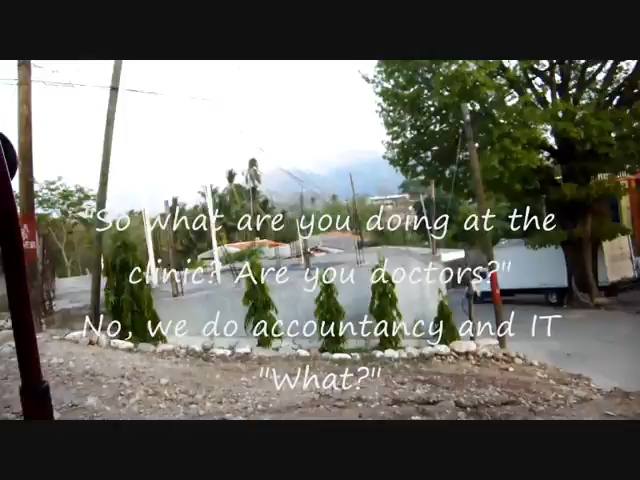 "So what are you doing at the
clinic? Are you doctors?"
No, we do accountancy and IT
"What?"